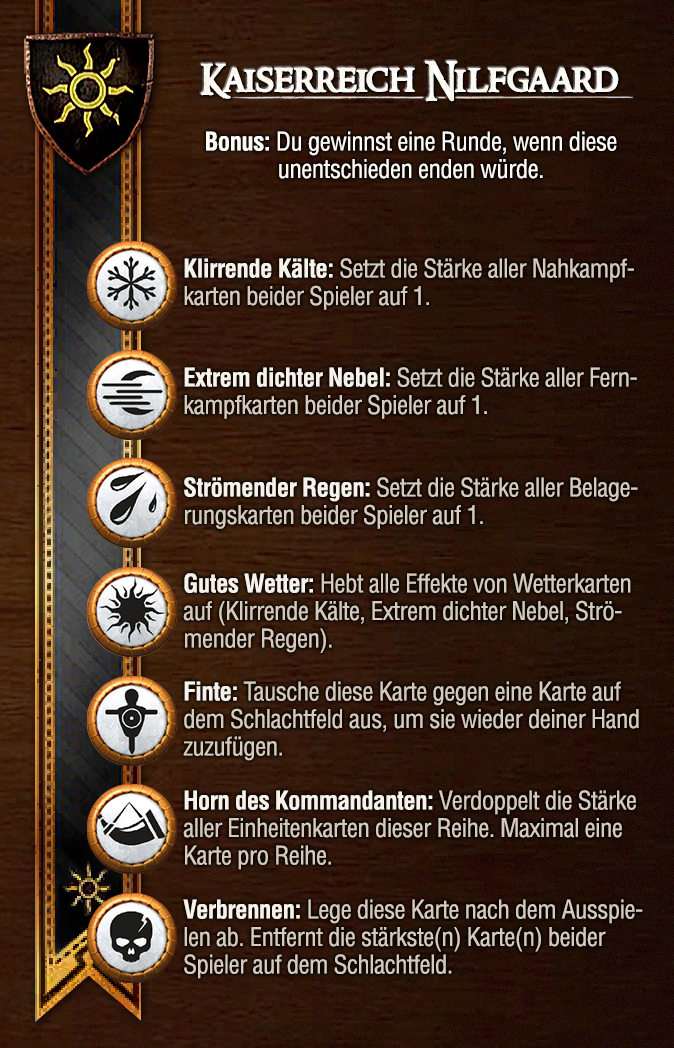 Kaiserreich Nilfgaard
Bonus: Du gewinnst eine Runde, wenn diese
unentschieden enden würde.
Klirrende Kälte: Setzt die Stärke aller Nahkampf-
karten beider Spieler auf 1.
Extrem dichter Nebel: Setzt die Stärke aller Fern-
kampfkarten beider Spieler auf 1.
Strömender Regen: Setzt die Stärke aller Belage-
rungskarten beider Spieler auf 1.
Gutes Wetter: Hebt alle Effekte von Wetterkarten
auf (Klirrende Kälte, Extrem dichter Nebel, Strö-
mender Regen).
Finte: Tausche diese Karte gegen eine Karte auf
dem Schlachtfeld aus, um sie wieder deiner Hand
zuzufügen.
Horn des Kommandanten: Verdoppelt die Stärke
aller Einheitenkarten dieser Reihe. Maximal eine
Karte pro Reihe.
Verbrennen: Lege diese Karte nach dem Ausspie-
len ab. Entfernt die stärkste(n) Karte(n) beider
Spieler auf dem Schlachtfeld.